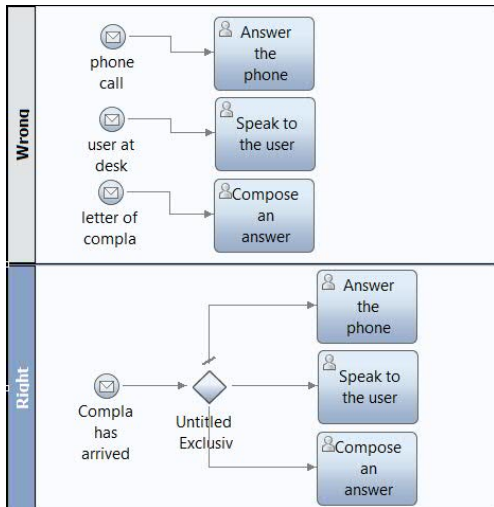 Wrong
phone
call
Answer
the
phone
user at
desk
Speak to
the user
letter of
compla
Compose
an
answer
Right
Compla
has
arrived
Untitled
Exclusiv
Answer
the
phone
Speak to
the user
Compose
an
answer